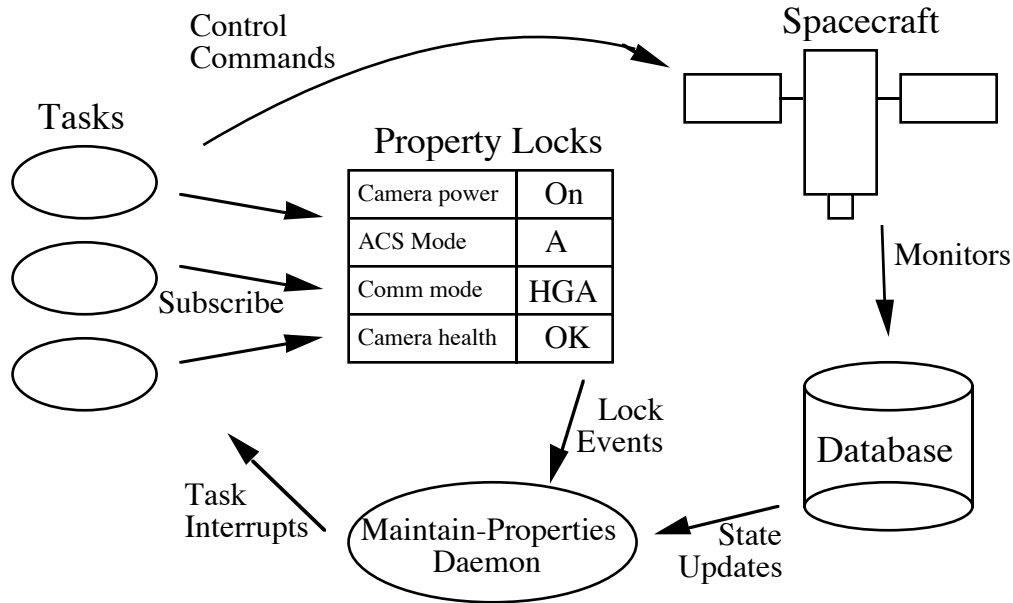 Control
Commands
Spacecraft
Tasks
Property Locks
Camera power On
ACS Mode A
Comm mode HGA
Camera health OK
Subscribe
Monitors
Lock
Events
Database
Task
Interrupts
Maintain-Properties
Daemon
State
Updates